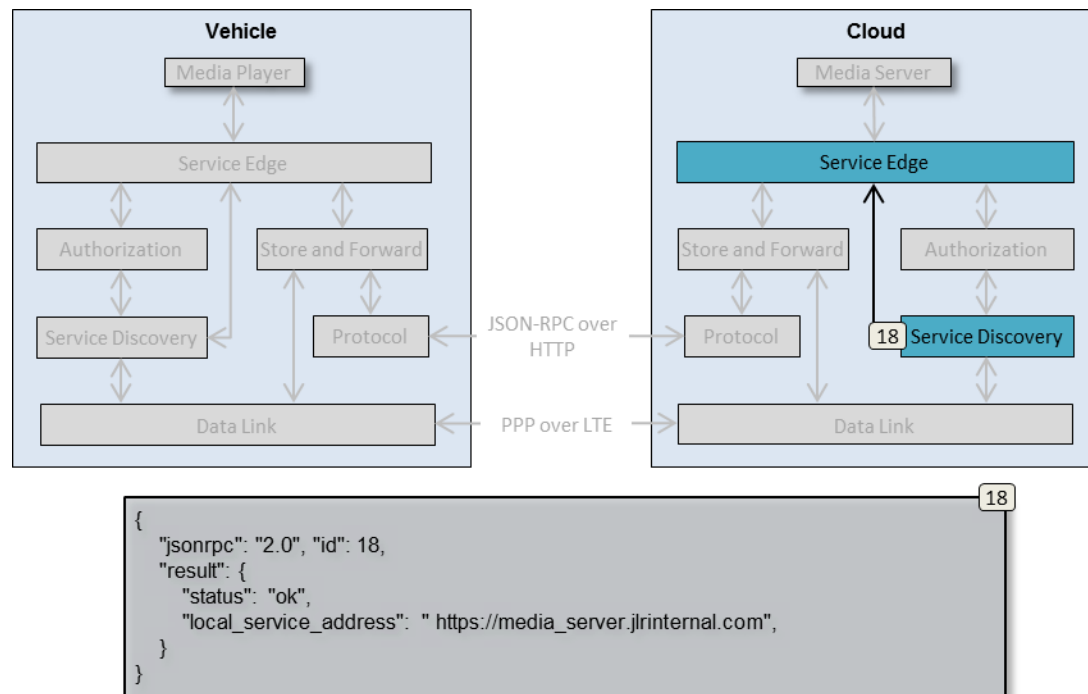 Vehicle
Media Player
Service Edge
Authorization
Store and Forward
Service Discovery
Protocol
Data Link
JSON-RPC over
HTTP
PPP over LTE
Cloud
Media Server
Service Edge
Store and Forward
Authorization
Protocol
18
Service Discovery
Data Link
18
{
"jsonrpc": "2.0", "id": 18,
"result": {
"status": "ok",
"local_service_address": " https://media_server.jlrinternal.com",
}
}